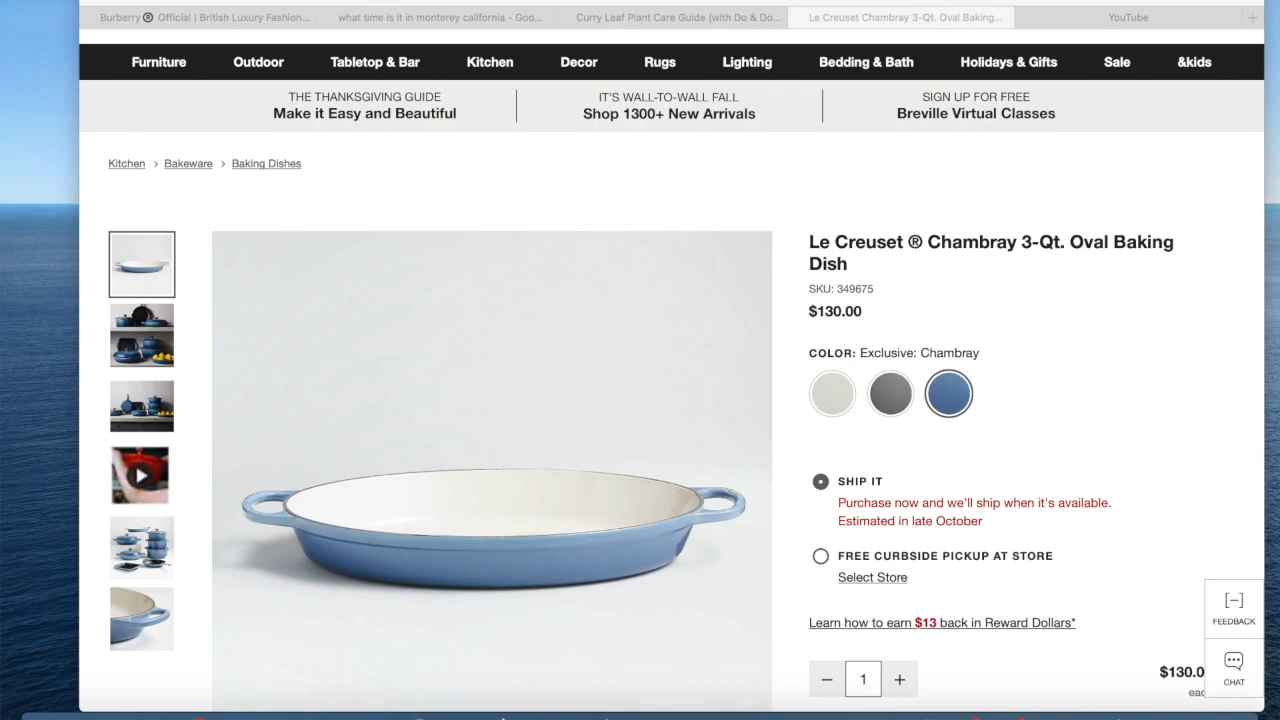 Burberry® Official | British Luxury Fashion...
what time is it in monterey california - Goo...
Curry Leaf Plant Care Guide (with Do & Do...
Le Creuset Chambray 3-Qt. Oval Baking...
YouTube
Furniture
Outdoor
Tabletop & Bar
Kitchen
Decor
Rugs
Lighting
Bedding & Bath
Holidays & Gifts
Sale
&kids
THE THANKSGIVING GUIDE
Make it Easy and Beautiful
IT'S WALL-TO-WALL FALL
Shop 1300+ New Arrivals
SIGN UP FOR FREE
Breville Virtual Classes
Kitchen > Bakeware > Baking Dishes
Le Creuset ® Chambray 3-Qt. Oval Baking
Dish
SKU: 349675
$130.00
COLOR: Exclusive: Chambray
SHIP IT
Purchase now and we'll ship when it's available.
Estimated in late October
FREE CURBSIDE PICKUP AT STORE
Select Store
Learn how to earn $13 back in Reward Dollars*
− 1 +
$130.0
eac
FEEDBACK
CHAT